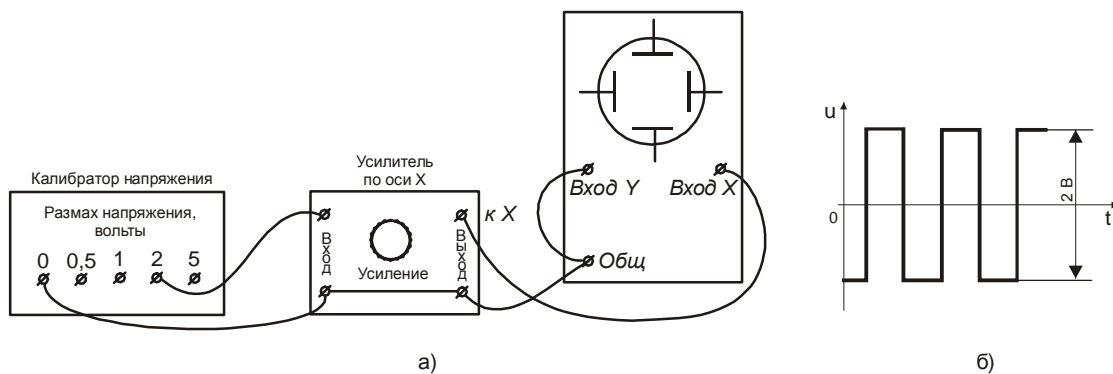 Калибратор напряжения
Размах напряжения,
вольты
0 0,5 1 2 5
Усилитель
по оси X
Вход
Выход
Усиление
к X
Вход Y
Вход X
Общ
u
0
t
2 В
а)
б)